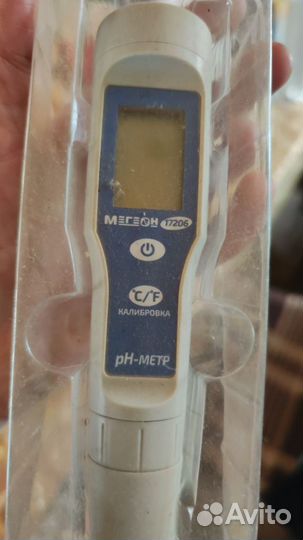 МЕГЕОН 17206
°C/°F
КАЛИБРОВКА
pH-МЕТР
Avito